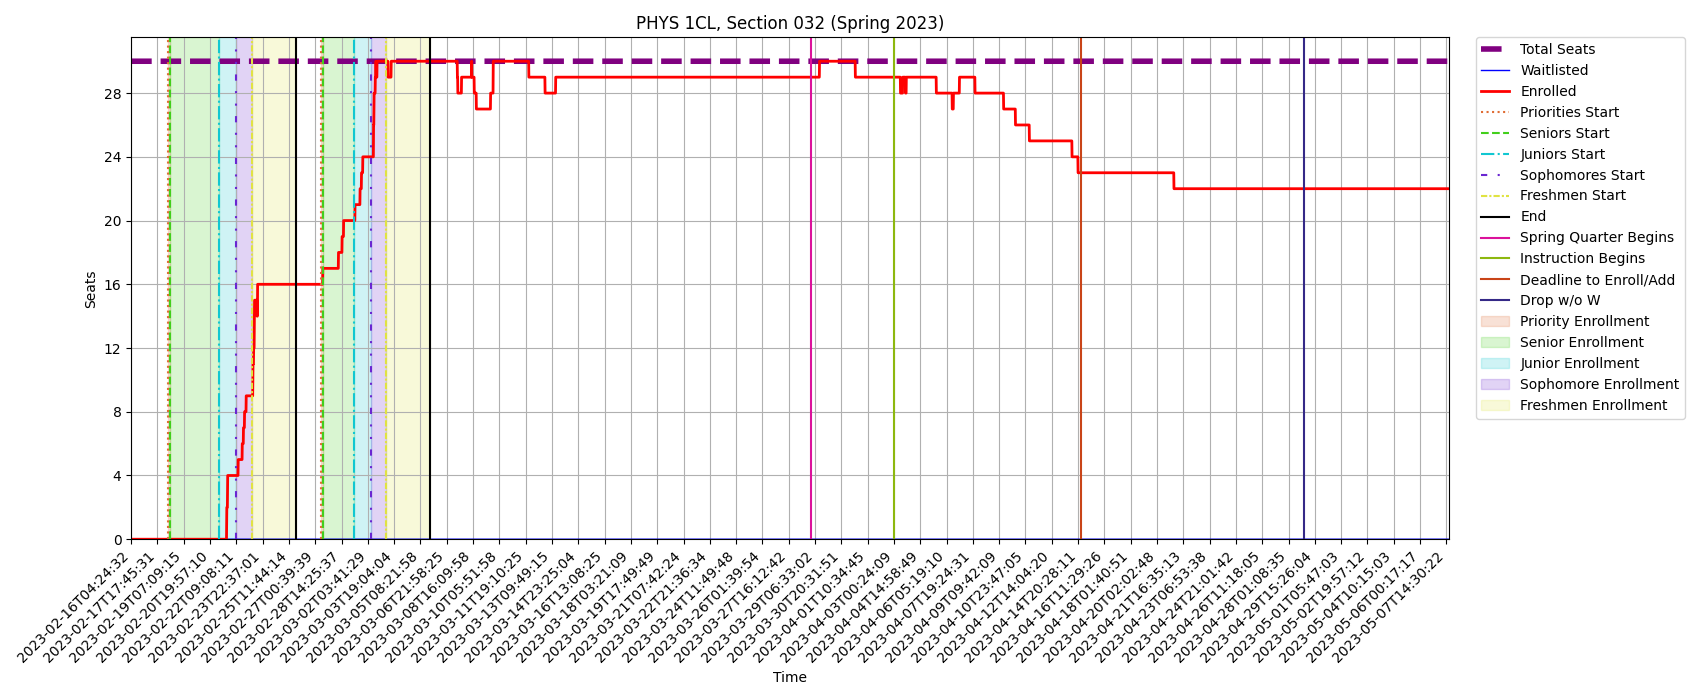 PHYS 1CL, Section 032 (Spring 2023)
Seats
28
24
20
16
12
8
4
0
2023-02-16T04:24:32
2023-02-17T17:45:31
2023-02-19T07:09:15
2023-02-20T19:57:10
2023-02-22T09:08:11
2023-02-23T22:37:01
2023-02-25T11:44:14
2023-02-27T00:39:39
2023-02-28T14:25:37
2023-03-02T03:41:29
2023-03-03T19:04:04
2023-03-05T08:21:58
2023-03-06T21:58:25
2023-03-08T16:09:58
2023-03-10T05:51:58
2023-03-11T19:10:25
2023-03-13T09:49:15
2023-03-14T23:25:04
2023-03-16T13:08:25
2023-03-18T03:21:09
2023-03-19T17:49:49
2023-03-21T07:42:24
2023-03-22T21:36:34
2023-03-24T11:49:48
2023-03-26T01:39:54
2023-03-27T16:12:42
2023-03-29T06:33:02
2023-03-30T20:31:51
2023-04-01T10:34:45
2023-04-03T00:24:09
2023-04-04T14:58:49
2023-04-06T05:19:10
2023-04-07T19:24:31
2023-04-09T09:42:09
2023-04-10T23:47:05
2023-04-12T14:04:20
2023-04-14T20:28:11
2023-04-16T11:29:26
2023-04-18T01:40:51
2023-04-20T02:02:48
2023-04-21T16:35:13
2023-04-23T06:53:38
2023-04-24T21:01:42
2023-04-26T11:18:05
2023-04-28T01:08:35
2023-04-29T15:26:04
2023-05-01T05:47:03
2023-05-02T19:57:12
2023-05-04T10:15:03
2023-05-06T00:17:17
2023-05-07T14:30:22
Time
Total Seats
Waitlisted
Enrolled
Priorities Start
Seniors Start
Juniors Start
Sophomores Start
Freshmen Start
End
Spring Quarter Begins
Instruction Begins
Deadline to Enroll/Add
Drop w/o W
Priority Enrollment
Senior Enrollment
Junior Enrollment
Sophomore Enrollment
Freshmen Enrollment